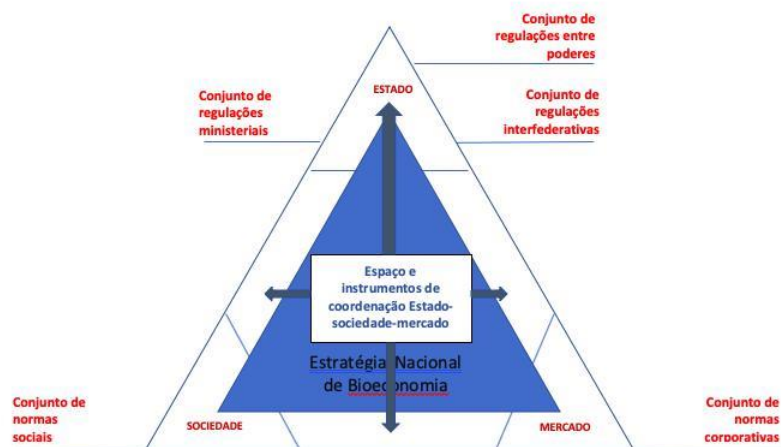 Conjunto de
regulações entre
poderes
ESTADO
Conjunto de
regulações
ministeriais
Conjunto de
regulações
interfederativas
Espaço e
instrumentos de
coordenação Estado-
sociedade-mercado
Estratégia Nacional
de Bioeconomia
Conjunto de
normas
sociais
SOCIEDADE
MERCADO
Conjunto de
normas
corporativas